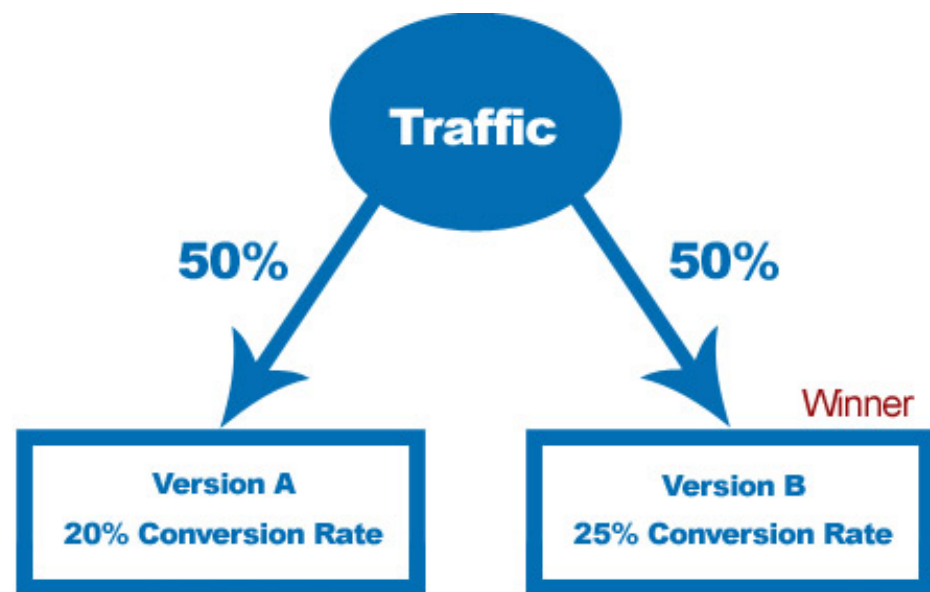 Traffic
50%
50%
Winner
Version A
20% Conversion Rate
Version B
25% Conversion Rate